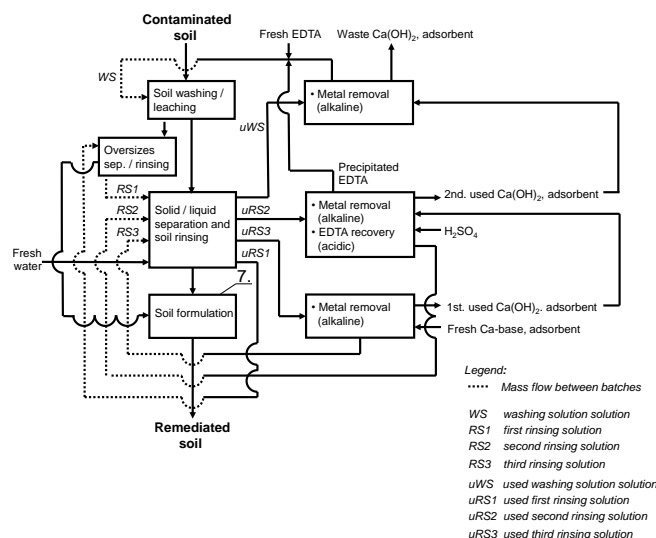 Contaminated
soil
Fresh EDTA
Waste Ca(OH)2, adsorbent
WS
Soil washing /
leaching
• Metal removal
(alkaline)
uWS
Oversizes
sep. / rinsing
Precipitated
EDTA
RS1
RS2
RS3
Solid / liquid
separation and
soil rinsing
uRS2
uRS3
uRS1
• Metal removal
(alkaline)
• EDTA recovery
(acidic)
2nd. used Ca(OH)2, adsorbent
H2SO4
Fresh
water
7.
Soil formulation
• Metal removal
(alkaline)
1st. used Ca(OH)2. adsorbent
Fresh Ca-base, adsorbent
Remediated
soil
Legend:
Mass flow between batches
WS washing solution solution
RS1 first rinsing solution
RS2 second rinsing solution
RS3 third rinsing solution
uWS used washing solution solution
uRS1 used first rinsing solution
uRS2 used second rinsing solution
uRS3 used third rinsing solution